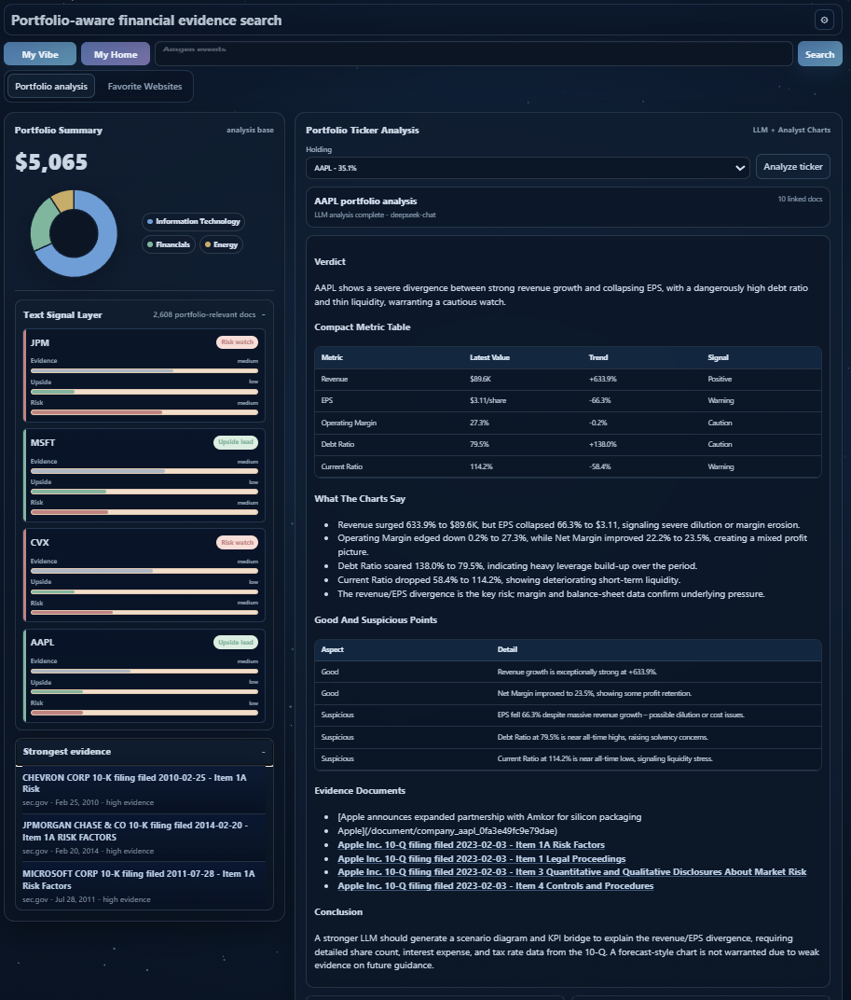 Portfolio-aware financial evidence search
My Vibe
My Home
Amgen events
Search
Portfolio analysis
Favorite Websites
Portfolio Summary
analysis base
$5,065
Information Technology
Financials
Energy
Text Signal Layer
2,608 portfolio-relevant docs -
JPM
Risk watch
Evidence
medium
Upside
low
Risk
medium
MSFT
Upside lead
Evidence
medium
Upside
low
Risk
medium
CVX
Risk watch
Evidence
medium
Upside
low
Risk
medium
AAPL
Upside lead
Evidence
medium
Upside
low
Risk
low
Strongest evidence
-
CHEVRON CORP 10-K filing filed 2010-02-25 - Item 1A
Risk
sec.gov - Feb 25, 2010 - high evidence
JPMORGAN CHASE & CO 10-K filing filed 2014-02-20 -
Item 1A RISK FACTORS
sec.gov - Feb 20, 2014 - high evidence
MICROSOFT CORP 10-K filing filed 2011-07-28 - Item 1A
Risk Factors
sec.gov - Jul 28, 2011 - high evidence
Portfolio Ticker Analysis
LLM + Analyst Charts
Holding
AAPL - 35.1%
Analyze ticker
AAPL portfolio analysis
10 linked docs
LLM analysis complete - deepseek-chat
Verdict
AAPL shows a severe divergence between strong revenue growth and collapsing EPS, with a dangerously high debt ratio
and thin liquidity, warranting a cautious watch.
Compact Metric Table
Metric Latest Value Trend Signal
Revenue $89.6K +633.9% Positive
EPS $3.11/share -66.3% Warning
Operating Margin 27.3% -0.2% Caution
Debt Ratio 79.5% +138.0% Caution
Current Ratio 114.2% -58.4% Warning
What The Charts Say
• Revenue surged 633.9% to $89.6K, but EPS collapsed 66.3% to $3.11, signaling severe dilution or margin erosion.
• Operating Margin edged down 0.2% to 27.3%, while Net Margin improved 22.2% to 23.5%, creating a mixed profit
picture.
• Debt Ratio soared 138.0% to 79.5%, indicating heavy leverage build-up over the period.
• Current Ratio dropped 58.4% to 114.2%, showing deteriorating short-term liquidity.
• The revenue/EPS divergence is the key risk; margin and balance-sheet data confirm underlying pressure.
Good And Suspicious Points
Aspect Detail
Good Revenue growth is exceptionally strong at +633.9%.
Good Net Margin improved to 23.5%, showing some profit retention.
Suspicious EPS fell 66.3% despite massive revenue growth – possible dilution or cost issues.
Suspicious Debt Ratio at 79.5% is near all-time highs, raising solvency concerns.
Suspicious Current Ratio at 114.2% is near all-time lows, signaling liquidity stress.
Evidence Documents
• [Apple announces expanded partnership with Amkor for silicon packaging
• Apple](/document/company_aapl_0fa3e49fc9e79dae)
• Apple Inc. 10-Q filing filed 2023-02-03 - Item 1A Risk Factors
• Apple Inc. 10-Q filing filed 2023-02-03 - Item 1 Legal Proceedings
• Apple Inc. 10-Q filing filed 2023-02-03 - Item 3 Quantitative and Qualitative Disclosures About Market Risk
• Apple Inc. 10-Q filing filed 2023-02-03 - Item 4 Controls and Procedures
Conclusion
A stronger LLM should generate a scenario diagram and KPI bridge to explain the revenue/EPS divergence, requiring
detailed share count, interest expense, and tax rate data from the 10-Q. A forecast-style chart is not warranted due to weak
evidence on future guidance.